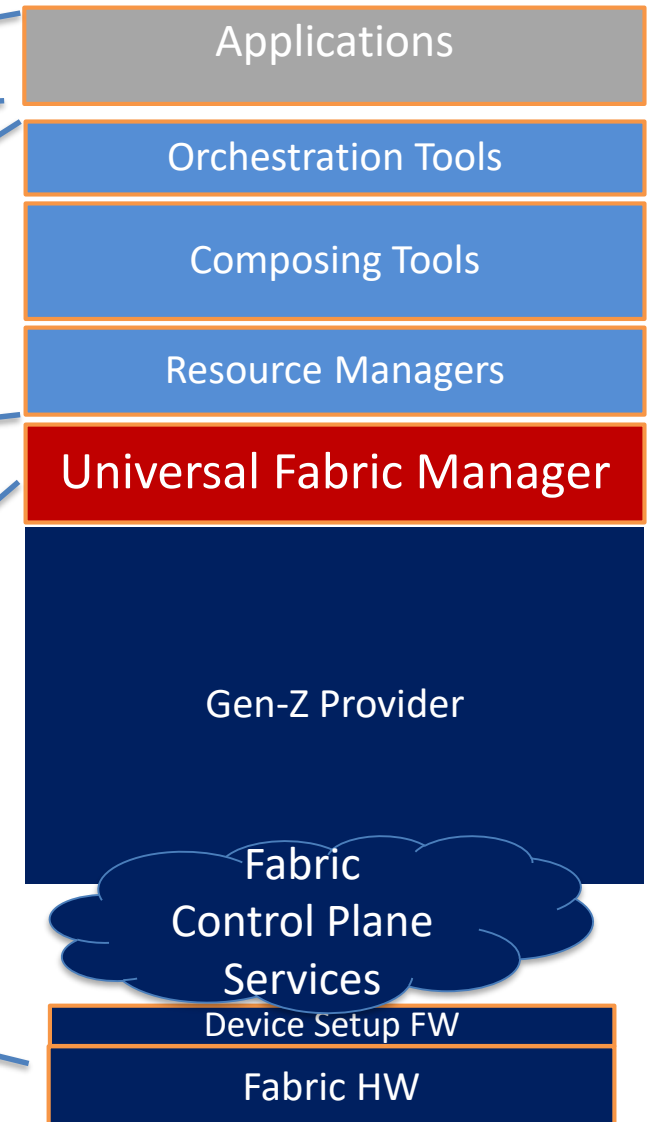 Applications
Orchestration Tools
Composing Tools
Resource Managers
Universal Fabric Manager
Gen-Z Provider
Fabric
Control Plane
Services
Device Setup FW
Fabric HW